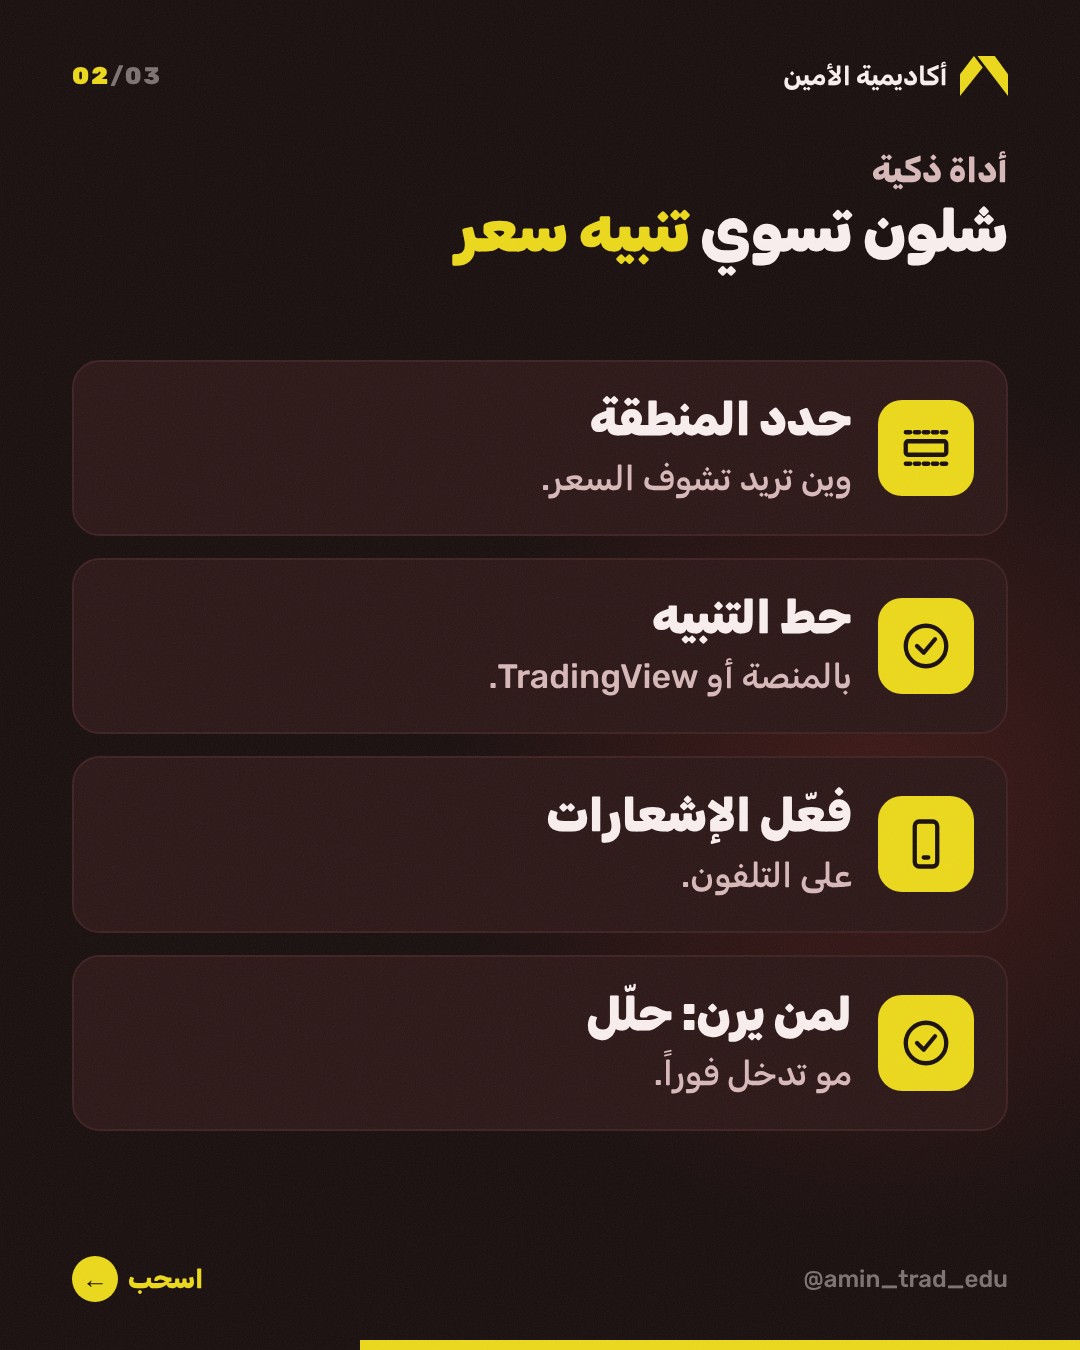 أكاديمية الأمين
02/03
أداة ذكية
شلون تسوي تنبيه سعر
حدد المنطقة
وين تريد تشوف السعر.
حط التنبيه
بالمنصة أو TradingView.
فعّل الإشعارات
على التلفون.
لمن يرن: حلّل
مو تدخل فوراً.
@amin_trad_edu
اسحب ←